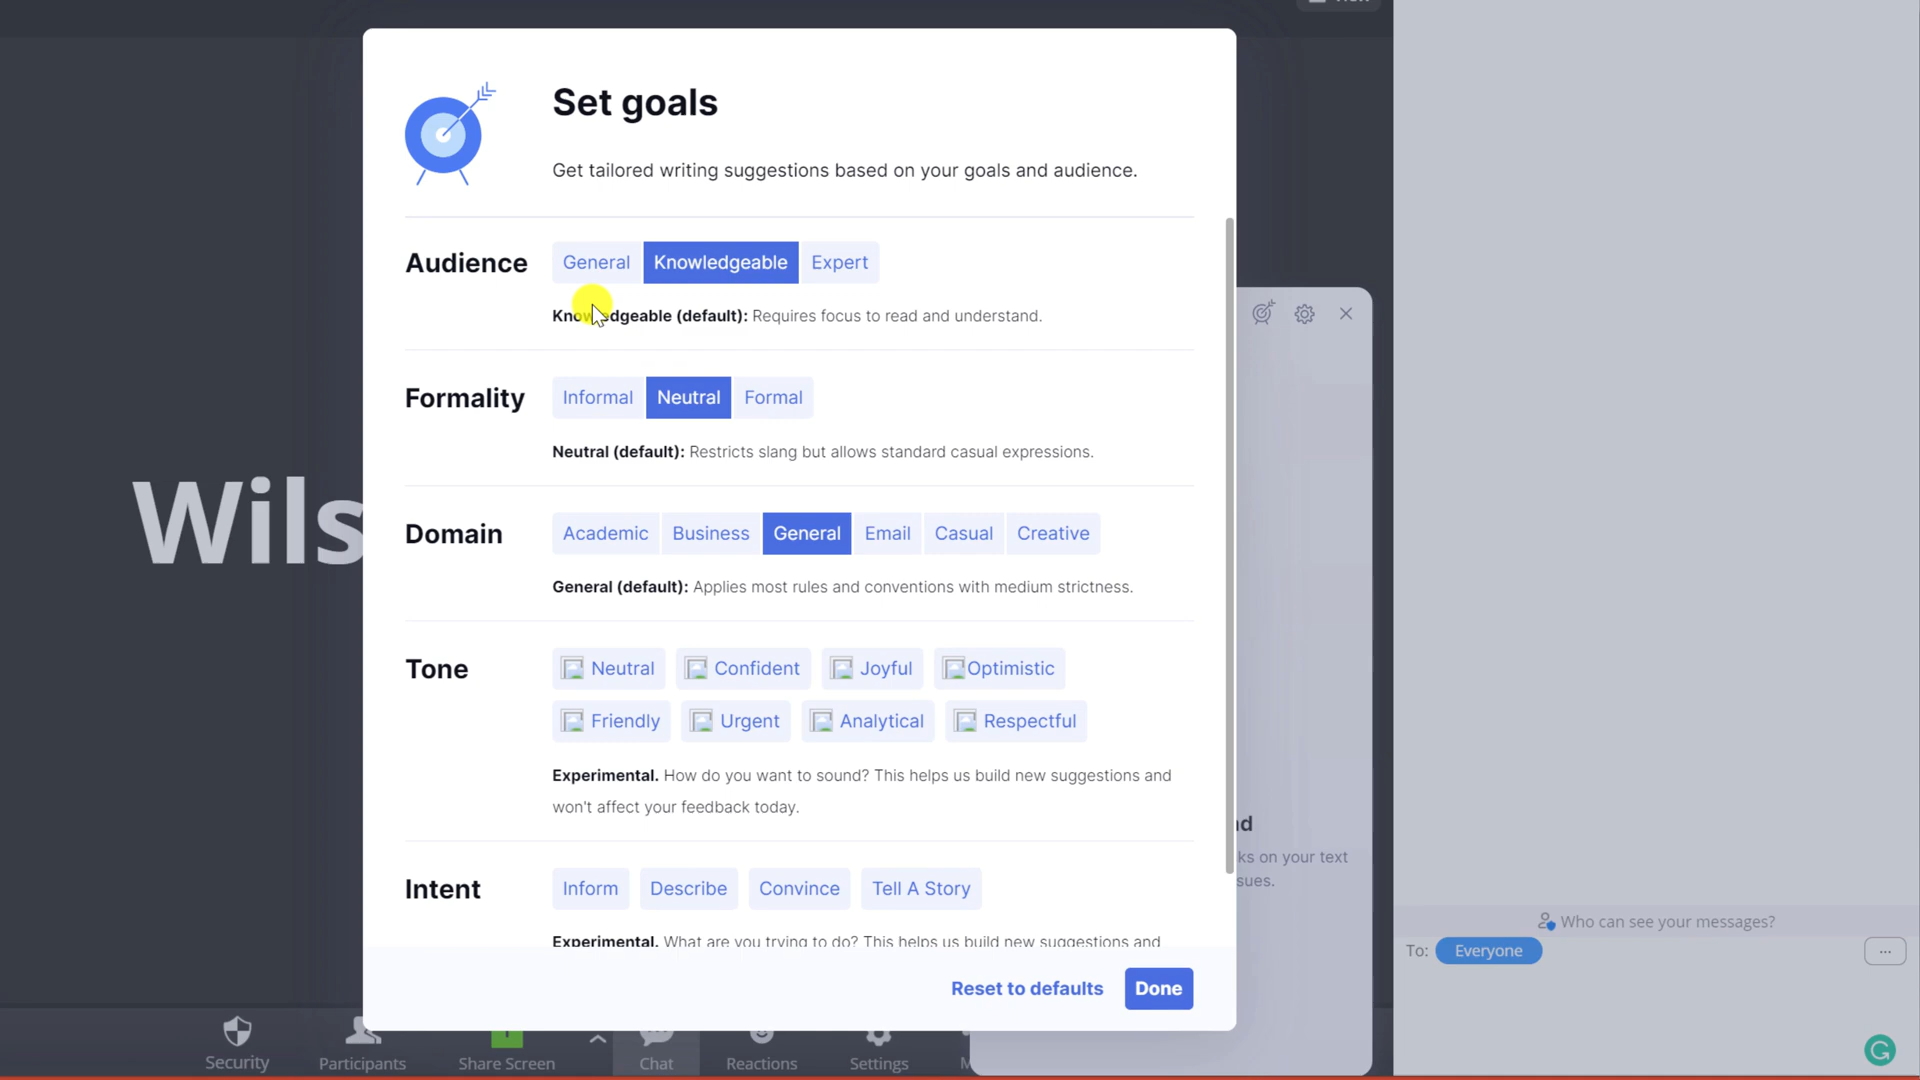 Set goals
Get tailored writing suggestions based on your goals and audience.
Audience
General Knowledgeable Expert
Knowledgeable (default): Requires focus to read and understand.
Formality
Informal Neutral Formal
Neutral (default): Restricts slang but allows standard casual expressions.
Wils
Domain
Academic Business General Email Casual Creative
General (default): Applies most rules and conventions with medium strictness.
Tone
Neutral Confident Joyful Optimistic
Friendly Urgent Analytical Respectful
Experimental. How do you want to sound? This helps us build new suggestions and
won't affect your feedback today.
ks on your text
sues.
Intent
Inform Describe Convince Tell A Story
Experimental. What are you trying to do? This helps us build new suggestions and
Who can see your messages?
To: Everyone
Reset to defaults Done
Security Participants Share Screen Chat Reactions Settings